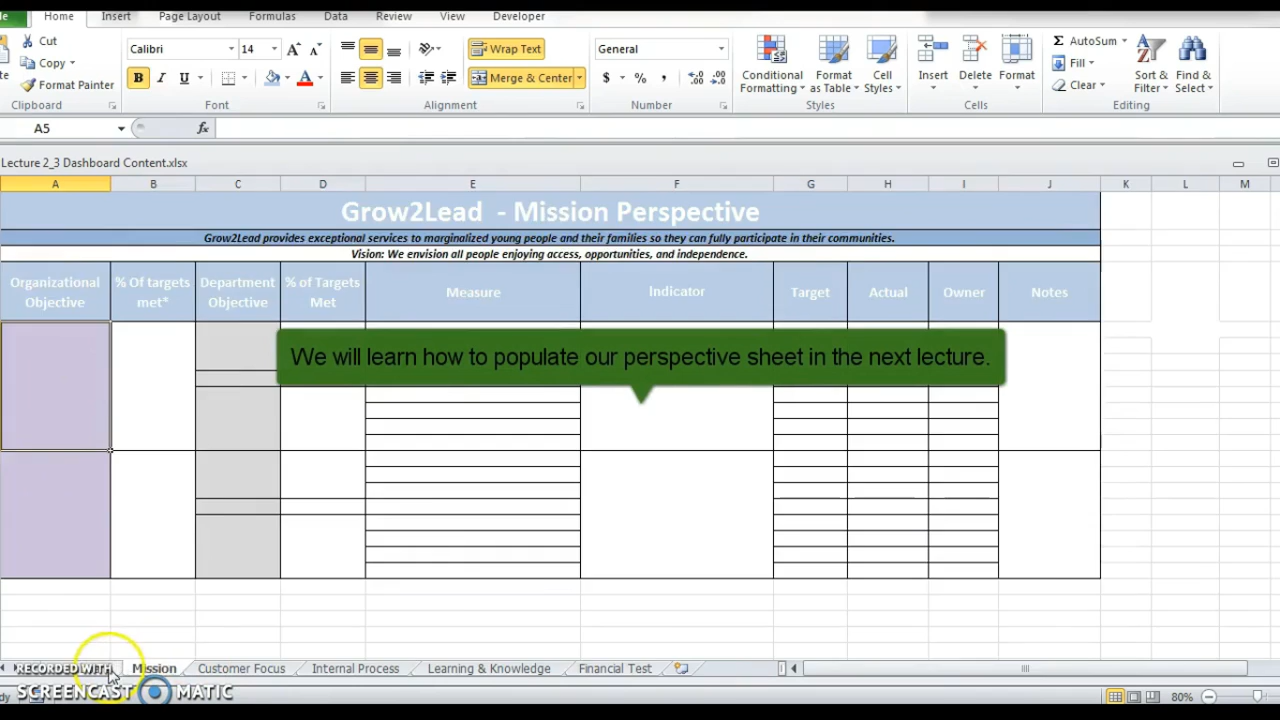 Home Insert Page Layout Formulas Data Review View Developer
Cut
Copy
Format Painter
Clipboard
Calibri 14
B I U
Font
Wrap Text
Merge & Center
Alignment
General
$ % ,
Number
Conditional Formatting
Format as Table
Cell Styles
Styles
Insert
Delete
Format
Cells
AutoSum
Fill
Clear
Sort & Filter
Find & Select
Editing
A5
fx
Lecture 2_3 Dashboard Content.xlsx
A B C D E F G H I J K L M
Grow2Lead - Mission Perspective
Grow2Lead provides exceptional services to marginalized young people and their families so they can fully participate in their communities.
Vision: We envision all people enjoying access, opportunities, and independence.
Organizational Objective
% Of targets met*
Department Objective
% of Targets Met
Measure
Indicator
Target
Actual
Owner
Notes
We will learn how to populate our perspective sheet in the next lecture.
Mission Customer Focus Internal Process Learning & Knowledge Financial Test
RECORDED WITH
SCREENCAST MATIC
80%